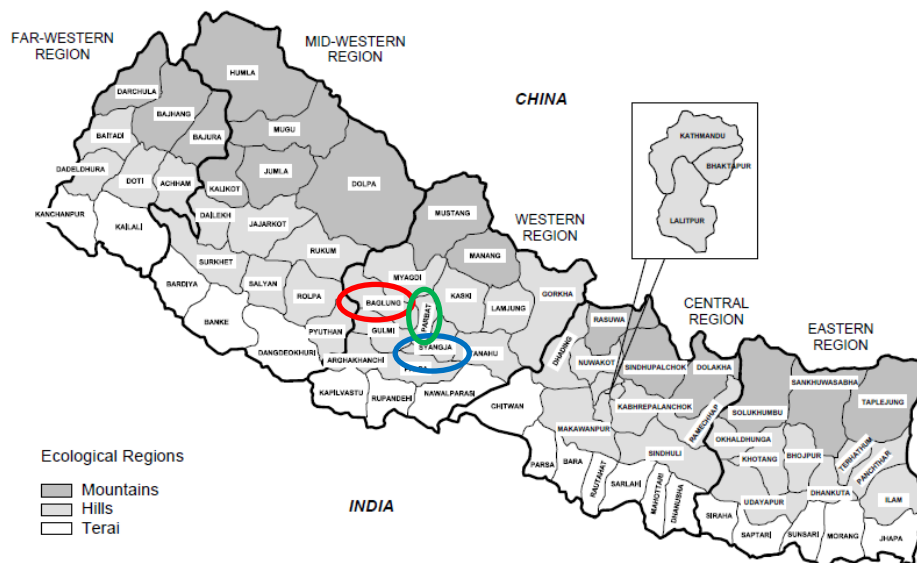 FAR-WESTERN
REGION
MID-WESTERN
REGION
HUMLA
DARCHULA
BAJHANG
CHINA
BAITADI
BAJURA
MUGU
KATHMANDU
BHAKTAPUR
DADELDHURA
DOTI
ACHHAM
KALIKOT
JUMLA
DOLPA
LALITPUR
KANCHANPUR
KAILALI
DAILEKH
JAJARKOT
MUSTANG
WESTERN
REGION
SURKHET
RUKUM
MANANG
BARDIYA
SALYAN
ROLPA
MYAGDI
KASKI
LAMJUNG
GORKHA
BAGLUNG
PARBAT
RASUWA
CENTRAL
REGION
BANKE
PYUTHAN
GULMI
SYANGJA
TANAHU
DHADING
NUWAKOT
SINDHUPALCHOK
DOLAKHA
EASTERN
REGION
DANGDEOKHURI
ARGHAKHANCHI
SANKHUWASABHA
TAPLEJUNG
KAPILVASTU
RUPANDEHI
NAWALPARASI
CHITWAN
KABHREPALANCHOK
RAMECHHAP
SOLUKHUMBU
MAKAWANPUR
SINDHULI
OKHALDHUNGA
KHOTANG
BHOJPUR
TERHATHUM
PANCHTHAR
PARSA
BARA
RAUTAHAT
SARLAHI
MAHOTTARI
DHANUSHA
SIRAHA
UDAYAPUR
DHANKUTA
ILAM
SAPTARI
SUNSARI
MORANG
JHAPA
INDIA
Ecological Regions
Mountains
Hills
Terai